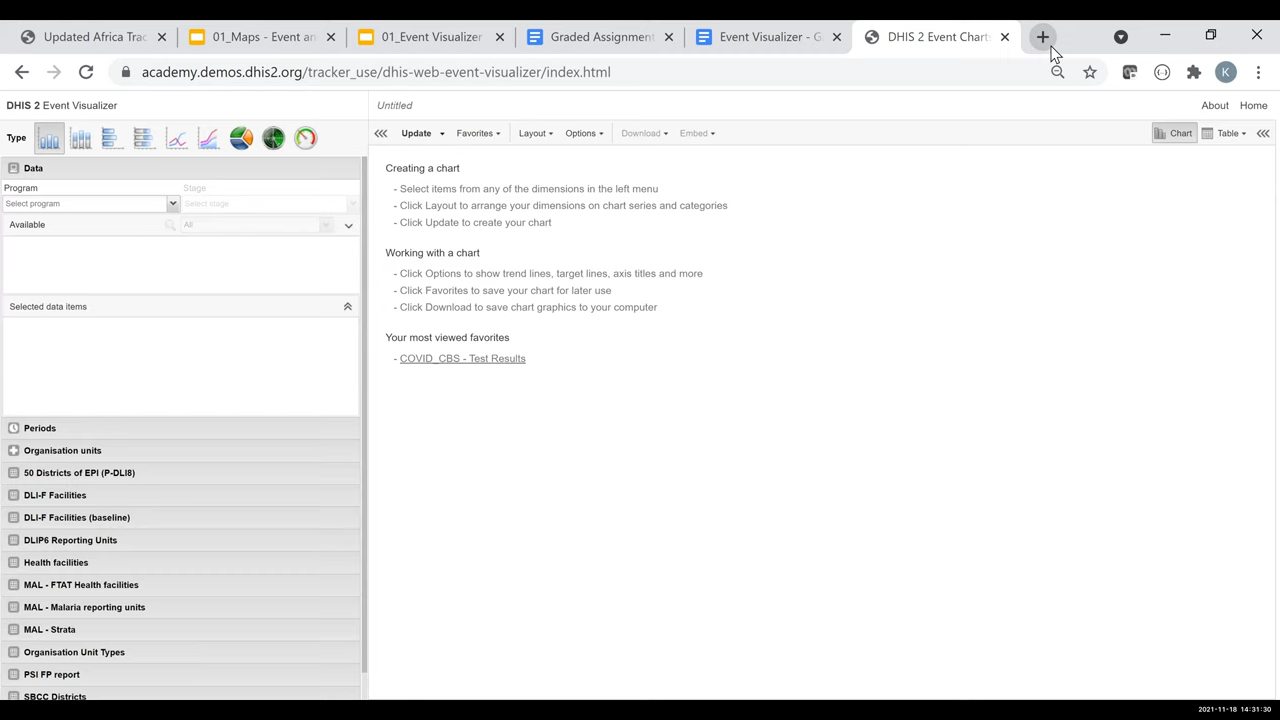 Updated Africa Trac
01_Maps - Event an
01_Event Visualizer
Graded Assignment
Event Visualizer - G
DHIS 2 Event Charts
academy.demos.dhis2.org/tracker_use/dhis-web-event-visualizer/index.html
K
DHIS 2 Event Visualizer
Untitled
About
Home
Type
Update
Favorites
Layout
Options
Download
Embed
Chart
Table
Data
Program
Stage
Select program
Select stage
Available
All
Selected data items
Periods
Organisation units
50 Districts of EPI (P-DLI8)
DLI-F Facilities
DLI-F Facilities (baseline)
DLIP6 Reporting Units
Health facilities
MAL - FTAT Health facilities
MAL - Malaria reporting units
MAL - Strata
Organisation Unit Types
PSI FP report
SBCC Districts
Creating a chart
- Select items from any of the dimensions in the left menu
- Click Layout to arrange your dimensions on chart series and categories
- Click Update to create your chart
Working with a chart
- Click Options to show trend lines, target lines, axis titles and more
- Click Favorites to save your chart for later use
- Click Download to save chart graphics to your computer
Your most viewed favorites
- COVID_CBS - Test Results
2021-11-18 14:31:30